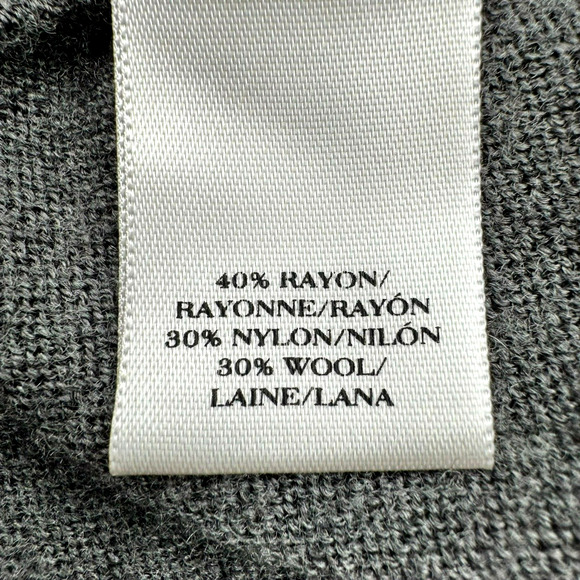 40% RAYON/
RAYONNE/RAYÓN
30% NYLON/NILÓN
30% WOOL/
LAINE/LANA